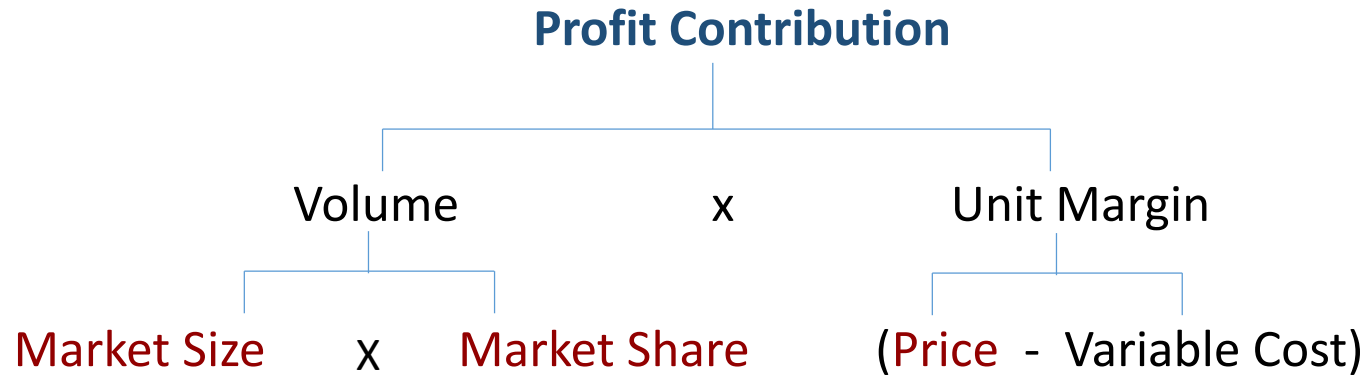 Profit Contribution
Volume x Unit Margin
Market Size X Market Share (Price - Variable Cost)